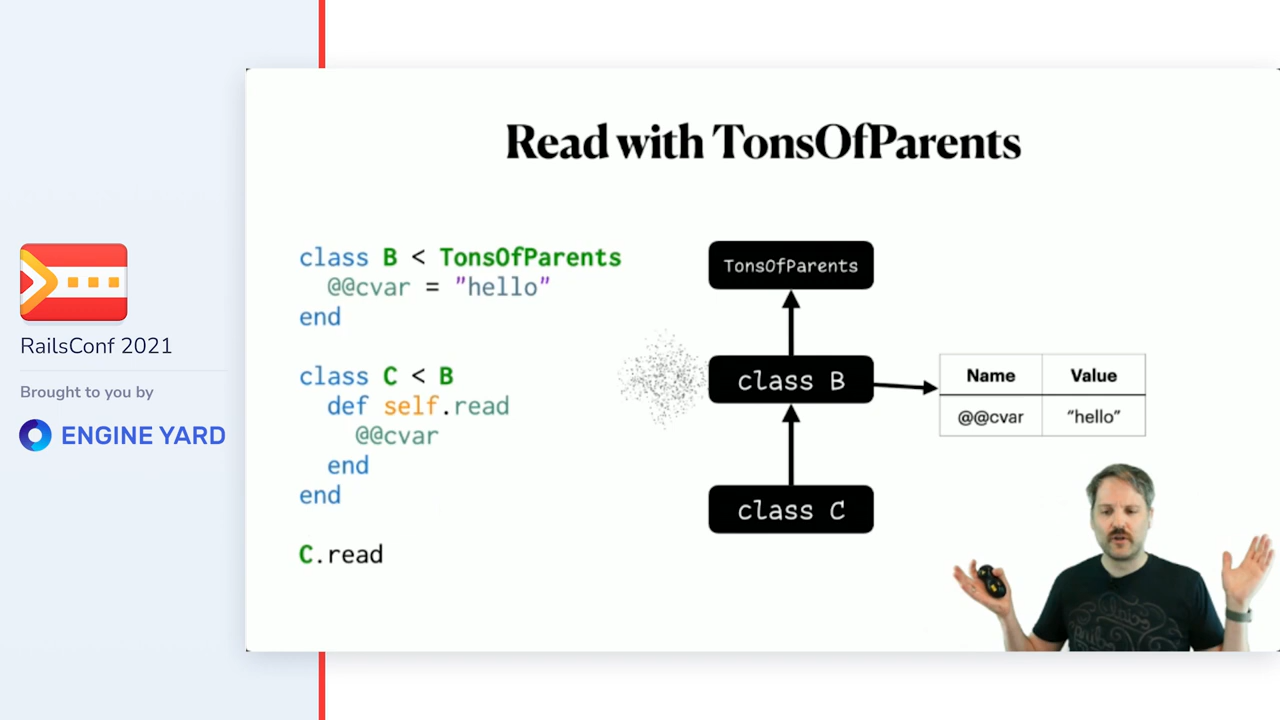 Read with TonsOfParents
class B < TonsOfParents
@@cvar = "hello"
end
class C < B
def self.read
@@cvar
end
end
C.read
TonsOfParents
class B
class C
Name Value
@@cvar "hello"
RailsConf 2021
Brought to you by
ENGINE YARD